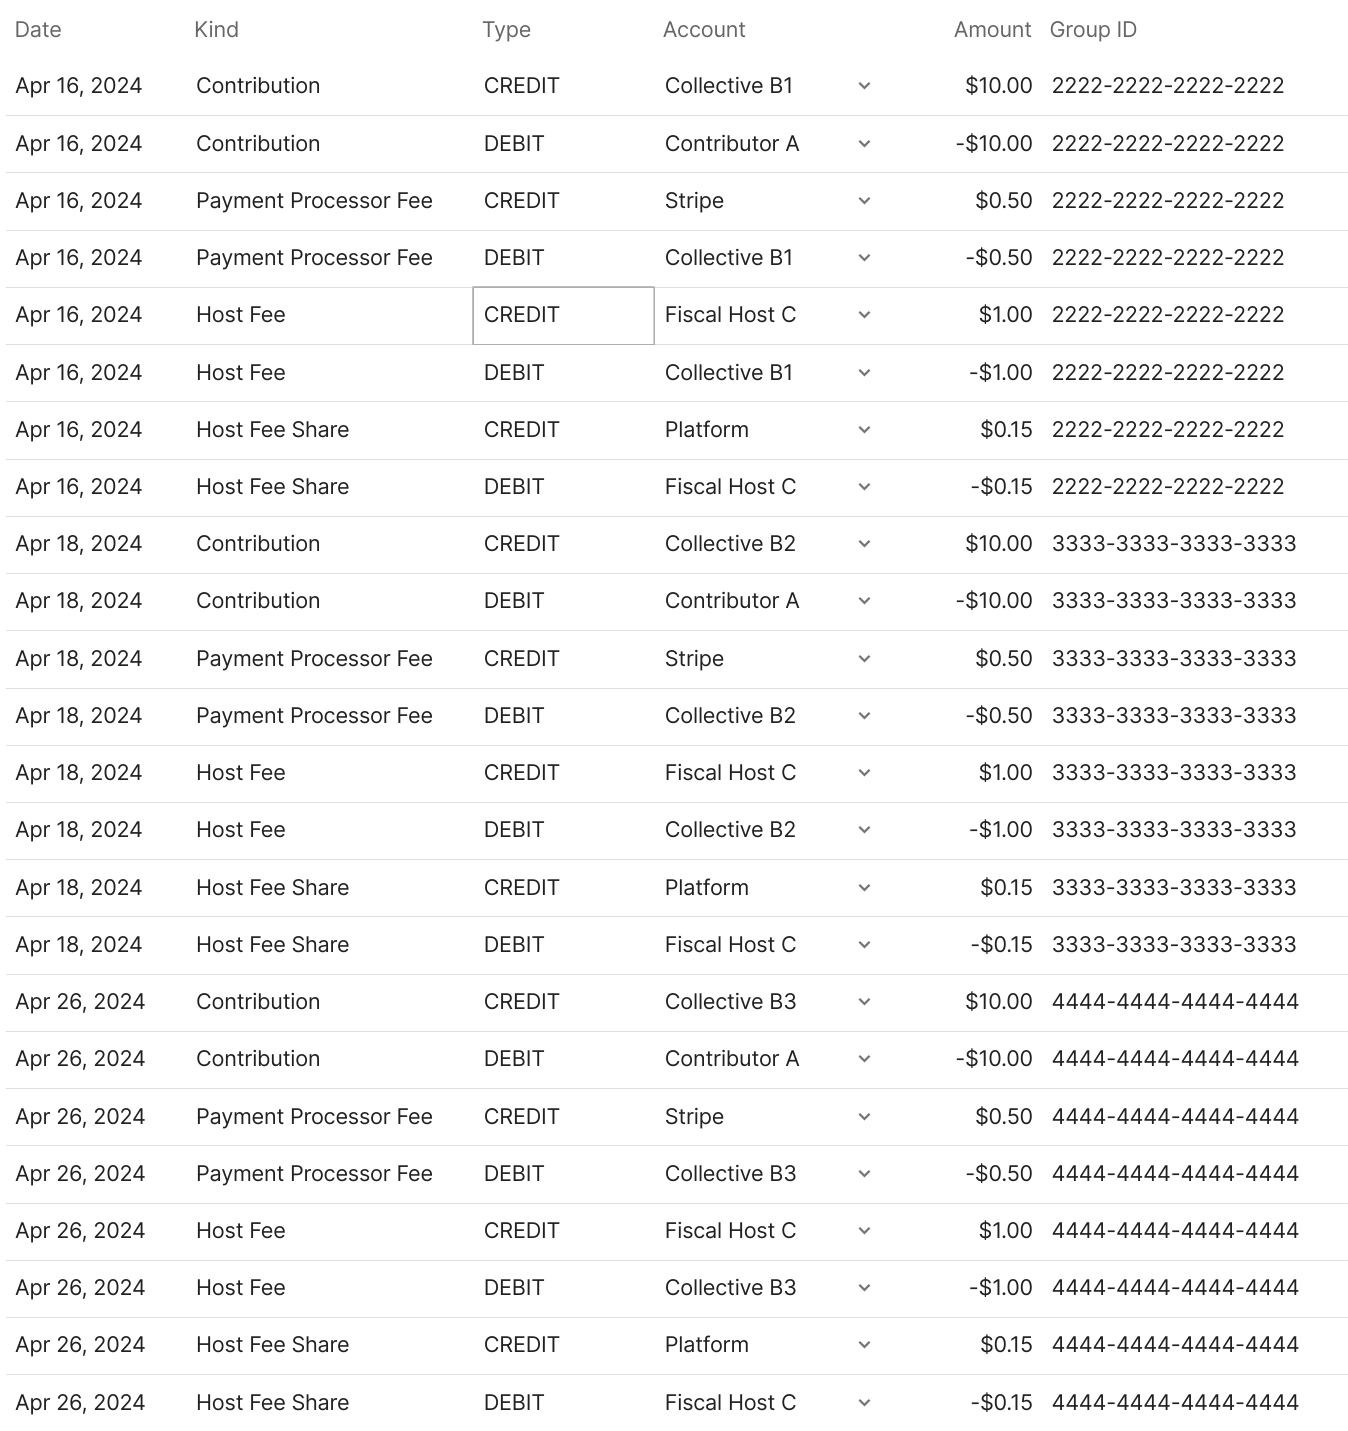 Date Kind Type Account Amount Group ID
Apr 16, 2024 Contribution CREDIT Collective B1 $10.00 2222-2222-2222-2222
Apr 16, 2024 Contribution DEBIT Contributor A -$10.00 2222-2222-2222-2222
Apr 16, 2024 Payment Processor Fee CREDIT Stripe $0.50 2222-2222-2222-2222
Apr 16, 2024 Payment Processor Fee DEBIT Collective B1 -$0.50 2222-2222-2222-2222
Apr 16, 2024 Host Fee CREDIT Fiscal Host C $1.00 2222-2222-2222-2222
Apr 16, 2024 Host Fee DEBIT Collective B1 -$1.00 2222-2222-2222-2222
Apr 16, 2024 Host Fee Share CREDIT Platform $0.15 2222-2222-2222-2222
Apr 16, 2024 Host Fee Share DEBIT Fiscal Host C -$0.15 2222-2222-2222-2222
Apr 18, 2024 Contribution CREDIT Collective B2 $10.00 3333-3333-3333-3333
Apr 18, 2024 Contribution DEBIT Contributor A -$10.00 3333-3333-3333-3333
Apr 18, 2024 Payment Processor Fee CREDIT Stripe $0.50 3333-3333-3333-3333
Apr 18, 2024 Payment Processor Fee DEBIT Collective B2 -$0.50 3333-3333-3333-3333
Apr 18, 2024 Host Fee CREDIT Fiscal Host C $1.00 3333-3333-3333-3333
Apr 18, 2024 Host Fee DEBIT Collective B2 -$1.00 3333-3333-3333-3333
Apr 18, 2024 Host Fee Share CREDIT Platform $0.15 3333-3333-3333-3333
Apr 18, 2024 Host Fee Share DEBIT Fiscal Host C -$0.15 3333-3333-3333-3333
Apr 26, 2024 Contribution CREDIT Collective B3 $10.00 4444-4444-4444-4444
Apr 26, 2024 Contribution DEBIT Contributor A -$10.00 4444-4444-4444-4444
Apr 26, 2024 Payment Processor Fee CREDIT Stripe $0.50 4444-4444-4444-4444
Apr 26, 2024 Payment Processor Fee DEBIT Collective B3 -$0.50 4444-4444-4444-4444
Apr 26, 2024 Host Fee CREDIT Fiscal Host C $1.00 4444-4444-4444-4444
Apr 26, 2024 Host Fee DEBIT Collective B3 -$1.00 4444-4444-4444-4444
Apr 26, 2024 Host Fee Share CREDIT Platform $0.15 4444-4444-4444-4444
Apr 26, 2024 Host Fee Share DEBIT Fiscal Host C -$0.15 4444-4444-4444-4444